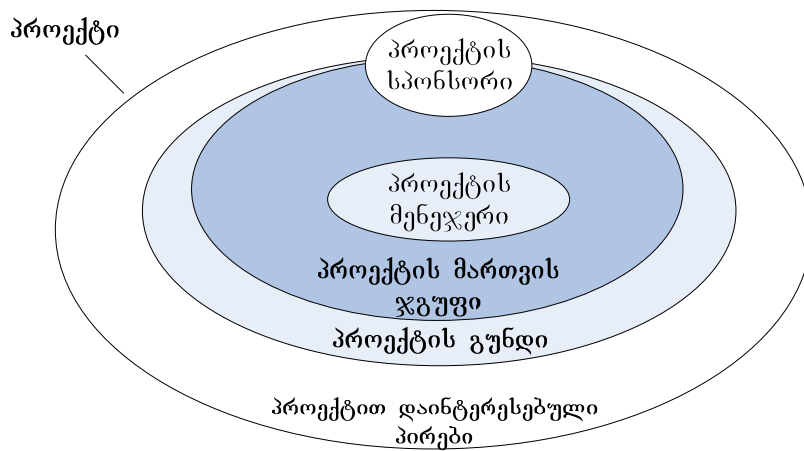 პროექტი
პროექტის
სპონსორი
პროექტის
მენეჯერი
პროექტის მართვის
ჯგუფი
პროექტის გუნდი
პროექტით დაინტერესებული
პირები